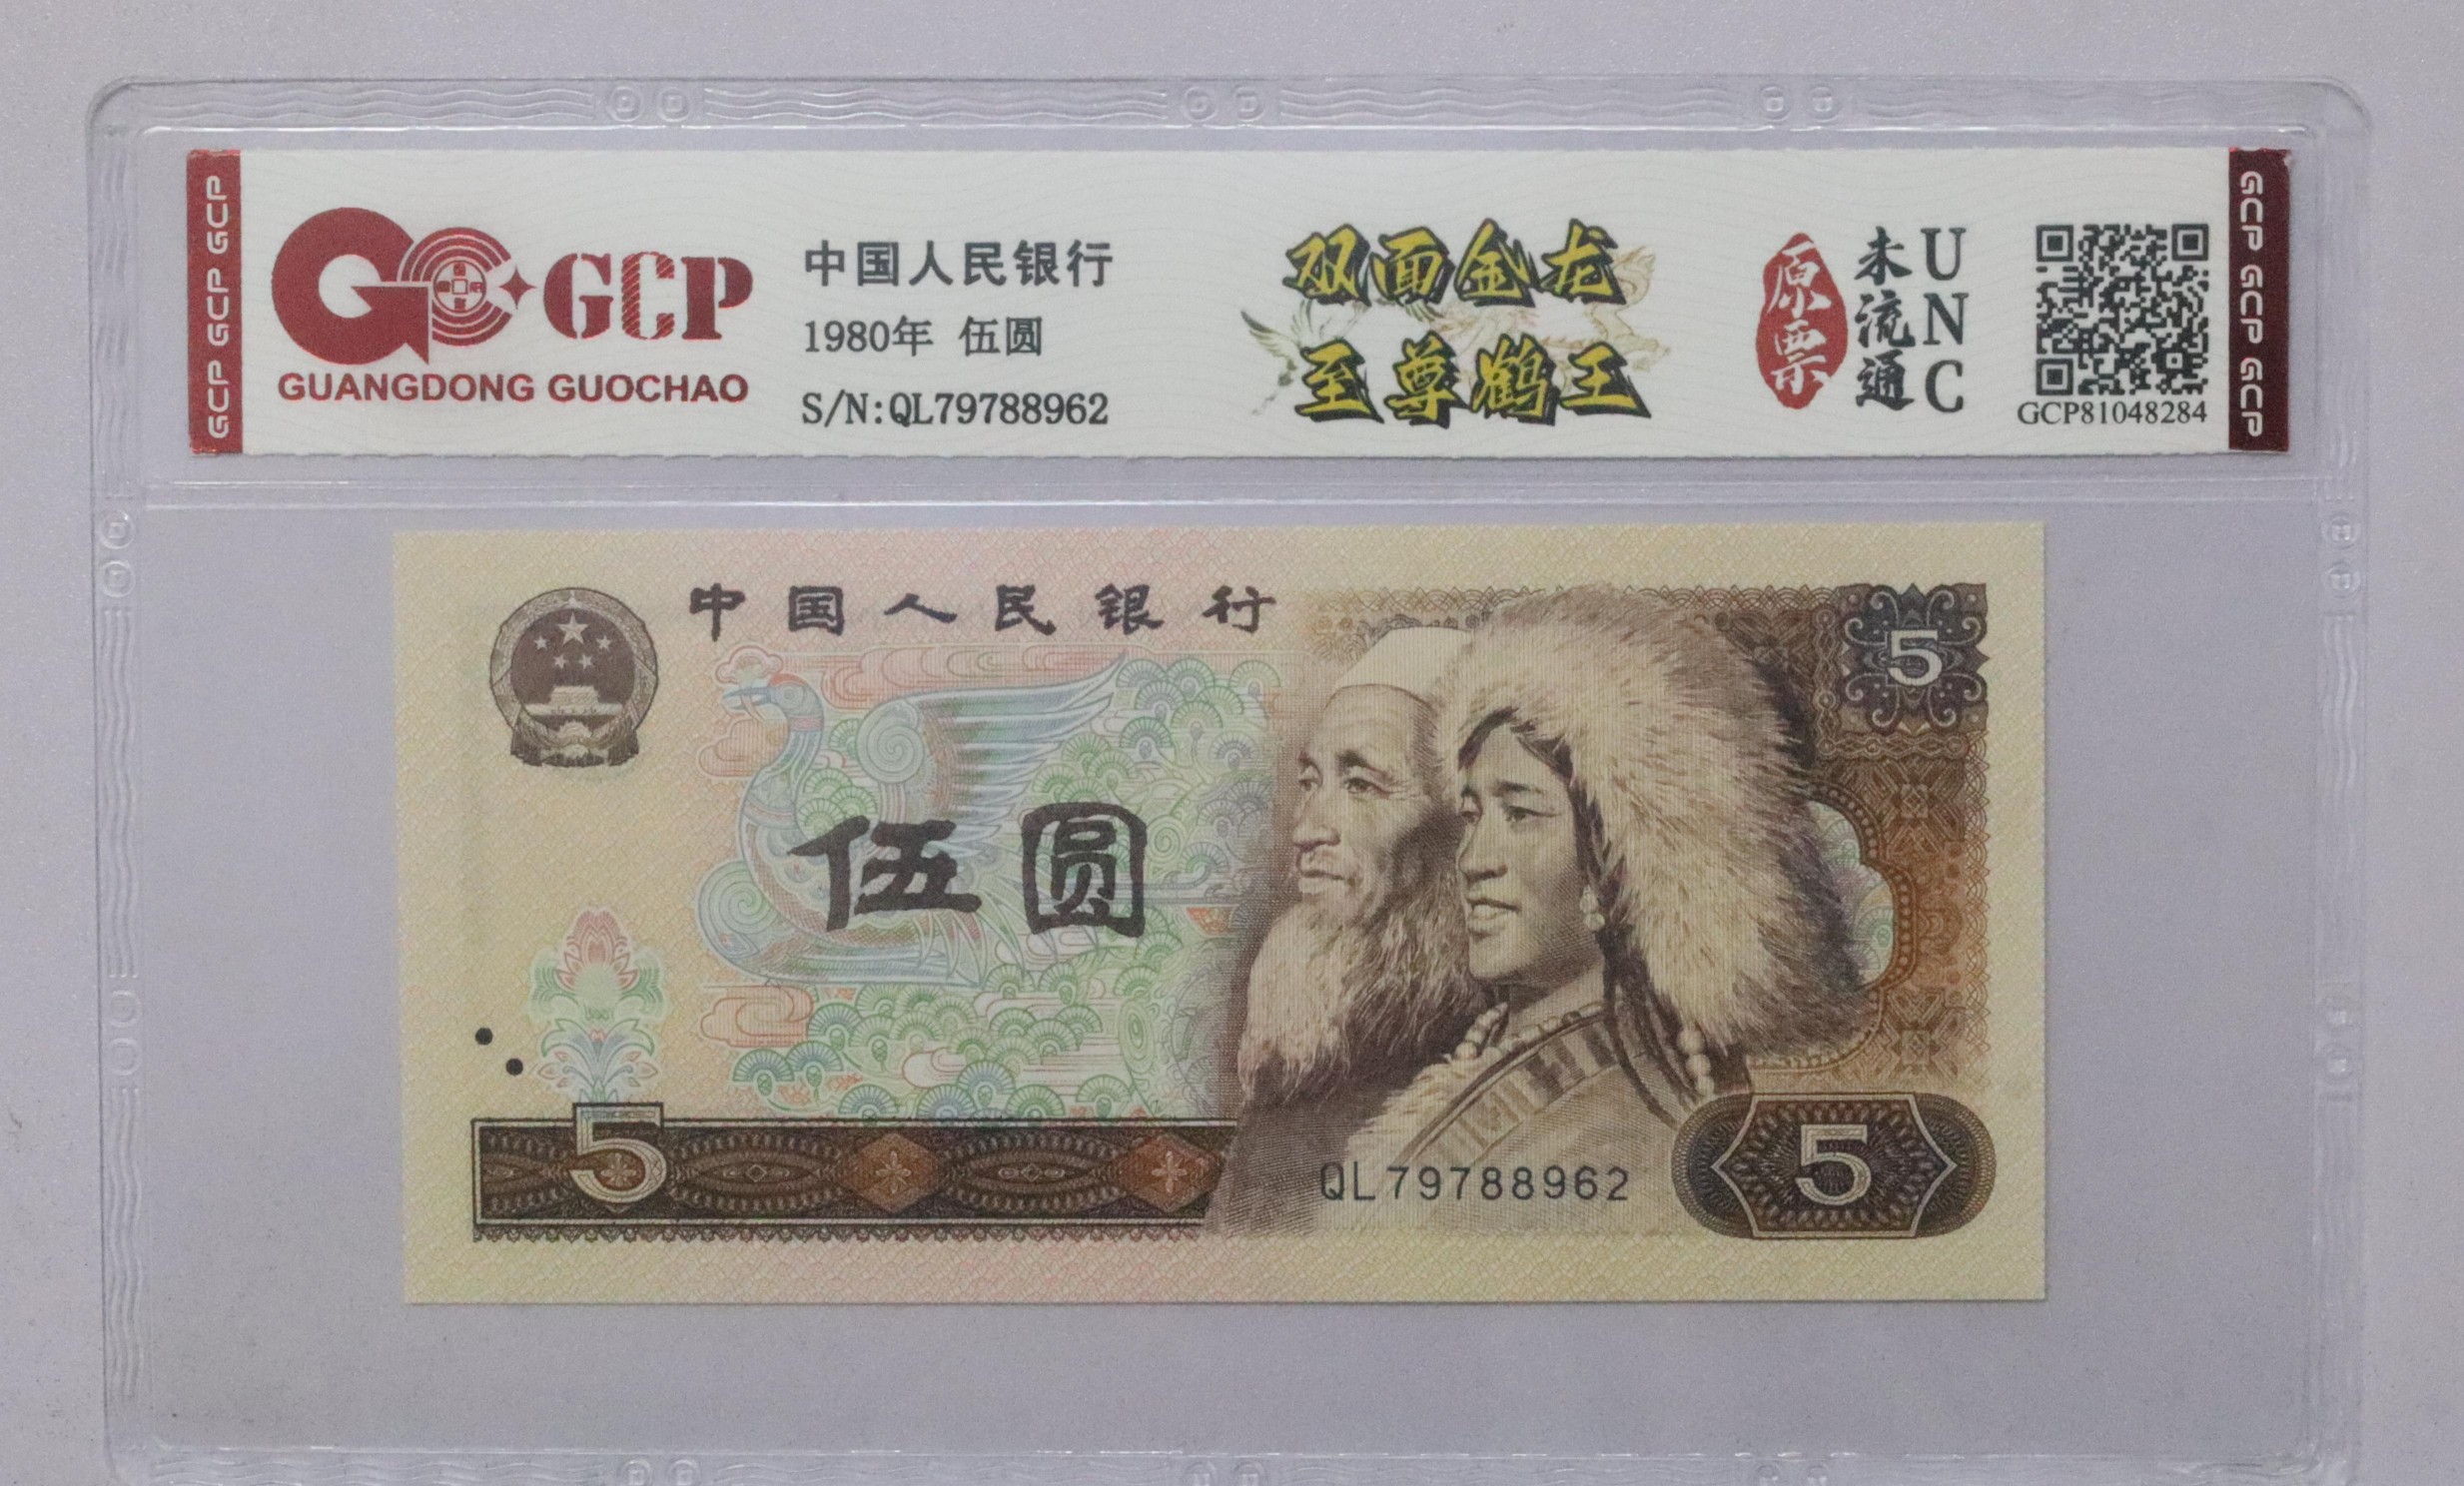 GCP GCP GCP
GCP
GUANGDONG GUOCHAO
中国人民银行
1980年 伍圆
S/N:QL79788962
双面金龙
至尊鹤王
原票
未流通
UNC
GCP81048284
GCP GCP GCP
中国人民银行
5
伍圆
5
QL79788962
5